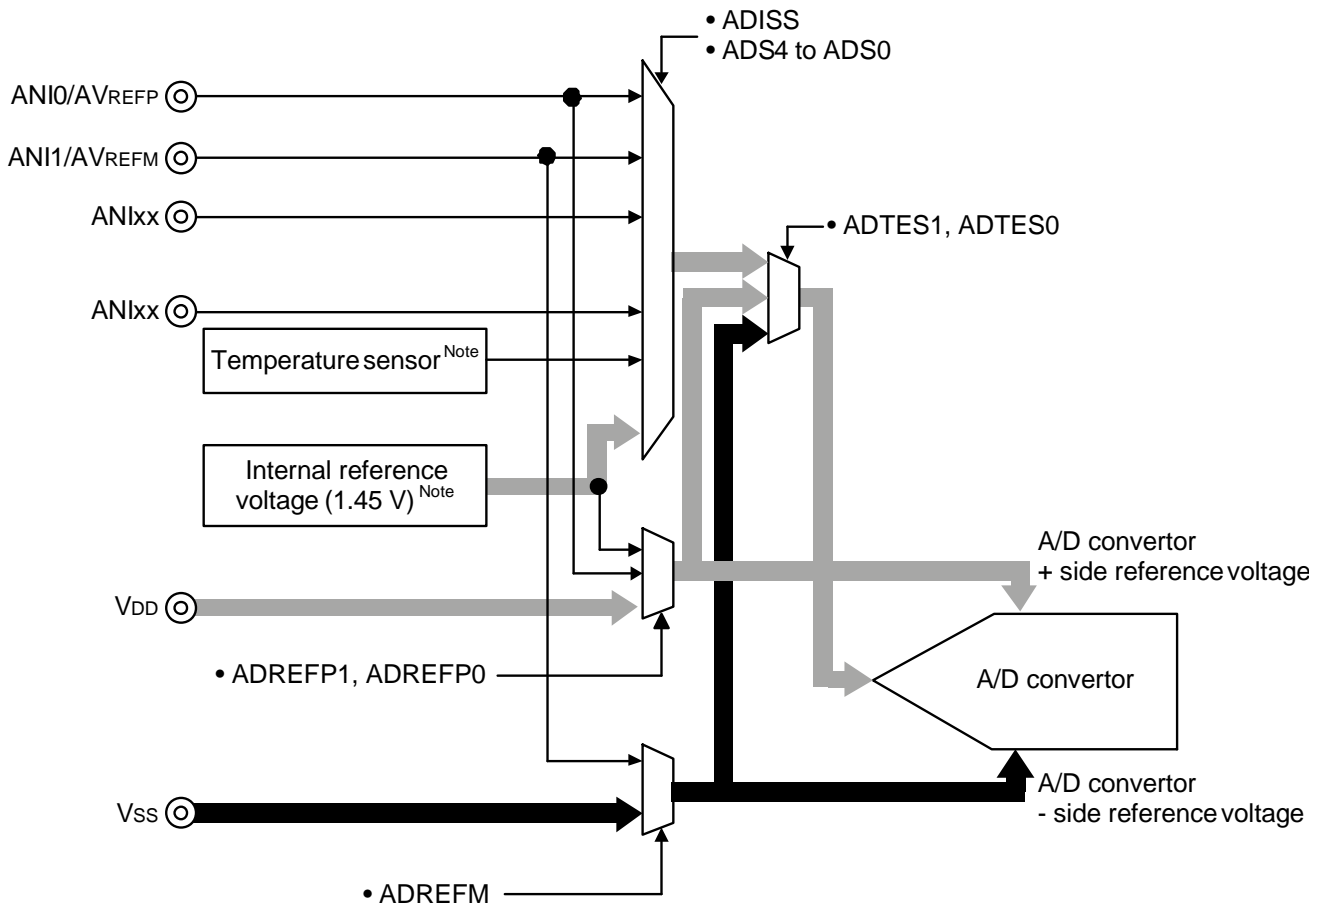 • ADISS
• ADS4 to ADS0
ANI0/AVREFP
ANI1/AVREFM
ANIxx
• ADTES1, ADTES0
ANIxx
Temperature sensor Note
Internal reference
voltage (1.45 V) Note
A/D convertor
+ side reference voltage
VDD
• ADREFP1, ADREFP0
A/D convertor
A/D convertor
- side reference voltage
VSS
• ADREFM